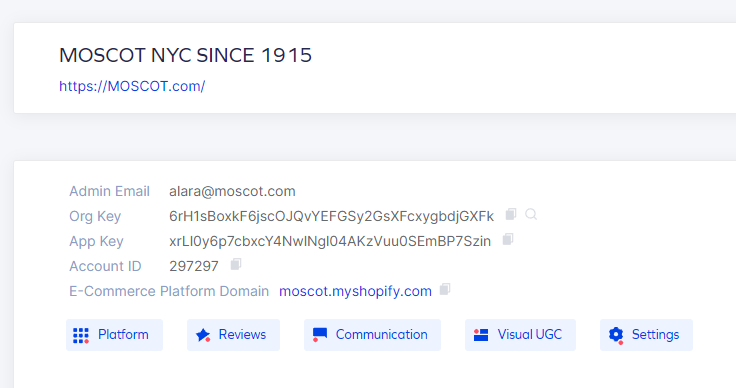 MOSCOT NYC SINCE 1915
https://MOSCOT.com/
Admin Email alara@moscot.com
Org Key 6rH1sBoxkF6jscOJQvYEFGSy2GsXFcxygbdjGXFk
App Key xrLI0y6p7cbxcY4NwINgI04AKzVuu0SEmBP7Szin
Account ID 297297
E-Commerce Platform Domain moscot.myshopify.com
Platform Reviews Communication Visual UGC Settings